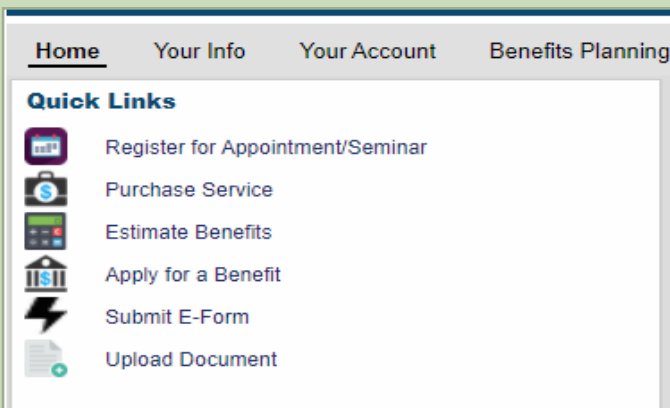 Home Your Info Your Account Benefits Planning
Quick Links
Register for Appointment/Seminar
Purchase Service
Estimate Benefits
Apply for a Benefit
Submit E-Form
Upload Document